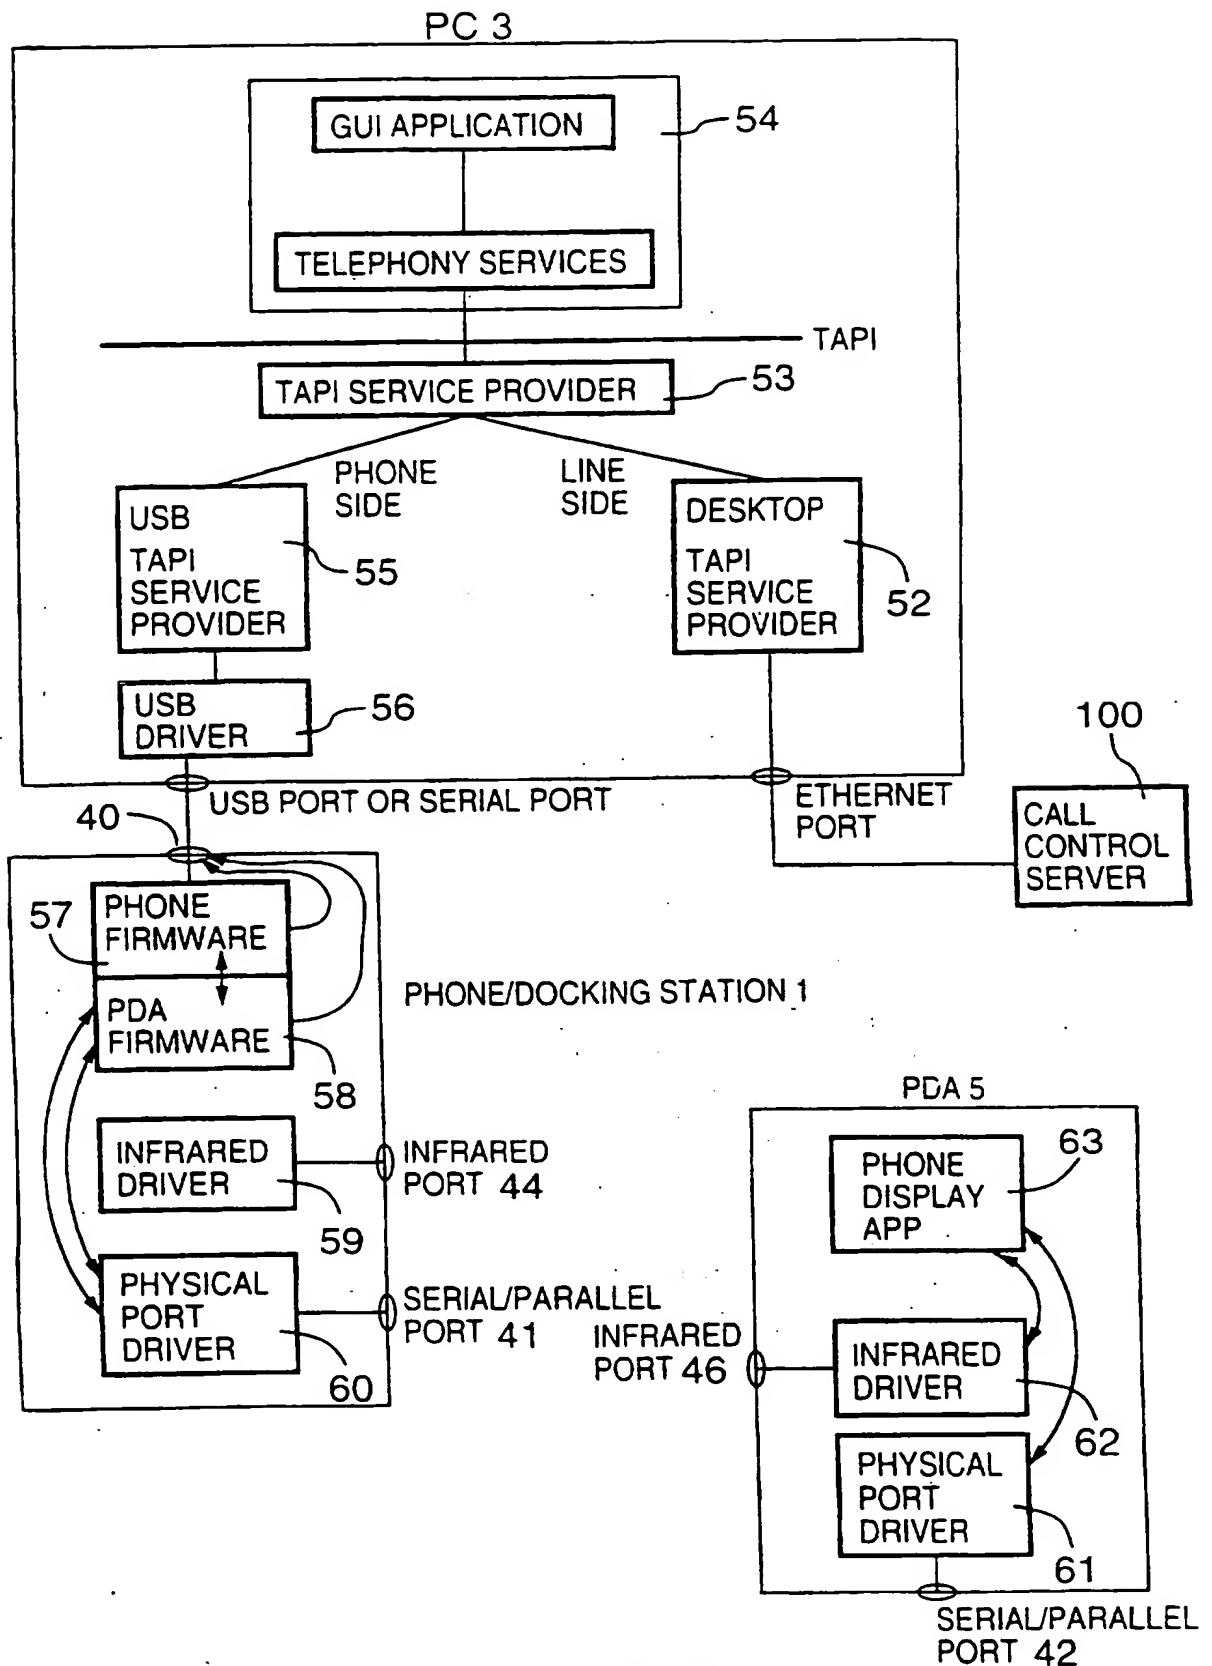 PC 3
GUI APPLICATION
54
TELEPHONY SERVICES
TAPI
TAPI SERVICE PROVIDER
53
PHONE
SIDE
LINE
SIDE
USB
TAPI
SERVICE
PROVIDER
55
DESKTOP
TAPI
SERVICE
PROVIDER
52
USB
DRIVER
56
100
USB PORT OR SERIAL PORT
ETHERNET
PORT
CALL
CONTROL
SERVER
40
57
PHONE
FIRMWARE
PHONE/DOCKING STATION 1
PDA
FIRMWARE
58
INFRARED
DRIVER
59
INFRARED
PORT 44
PHYSICAL
PORT
DRIVER
60
SERIAL/PARALLEL
PORT 41
PDA 5
PHONE
DISPLAY
APP
63
INFRARED
PORT 46
INFRARED
DRIVER
62
PHYSICAL
PORT
DRIVER
61
SERIAL/PARALLEL
PORT 42